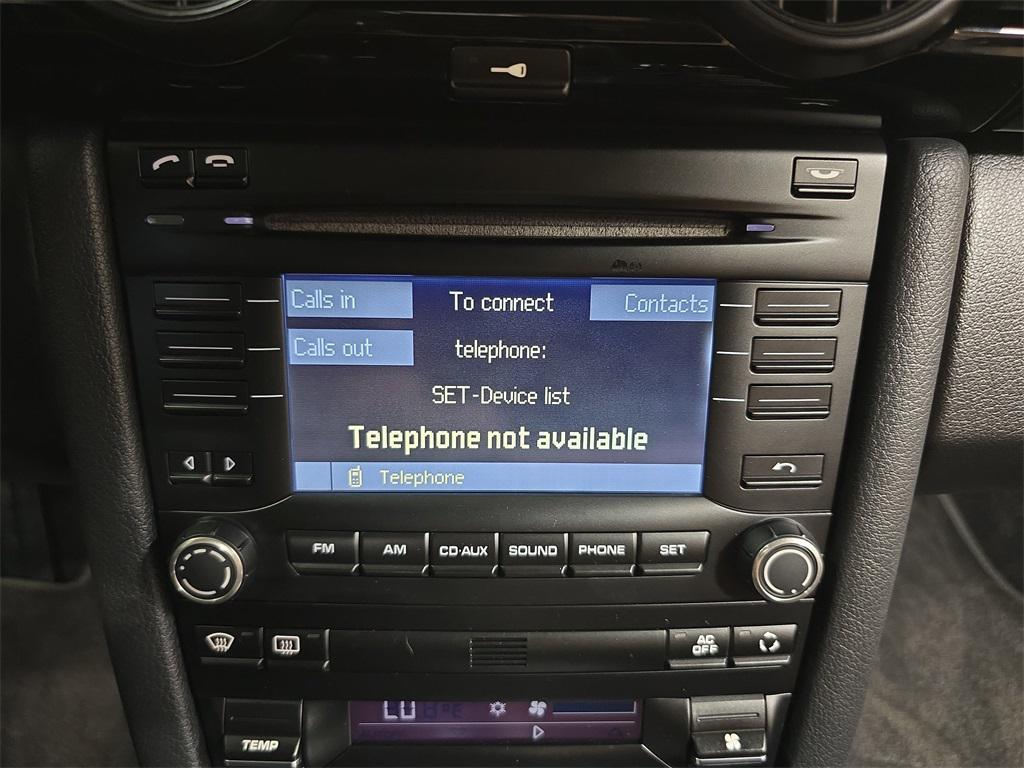 Calls in To connect Contacts
Calls out telephone:
SET-Device list
Telephone not available
Telephone
FM AM CD·AUX SOUND PHONE SET
AC OFF
LO
TEMP